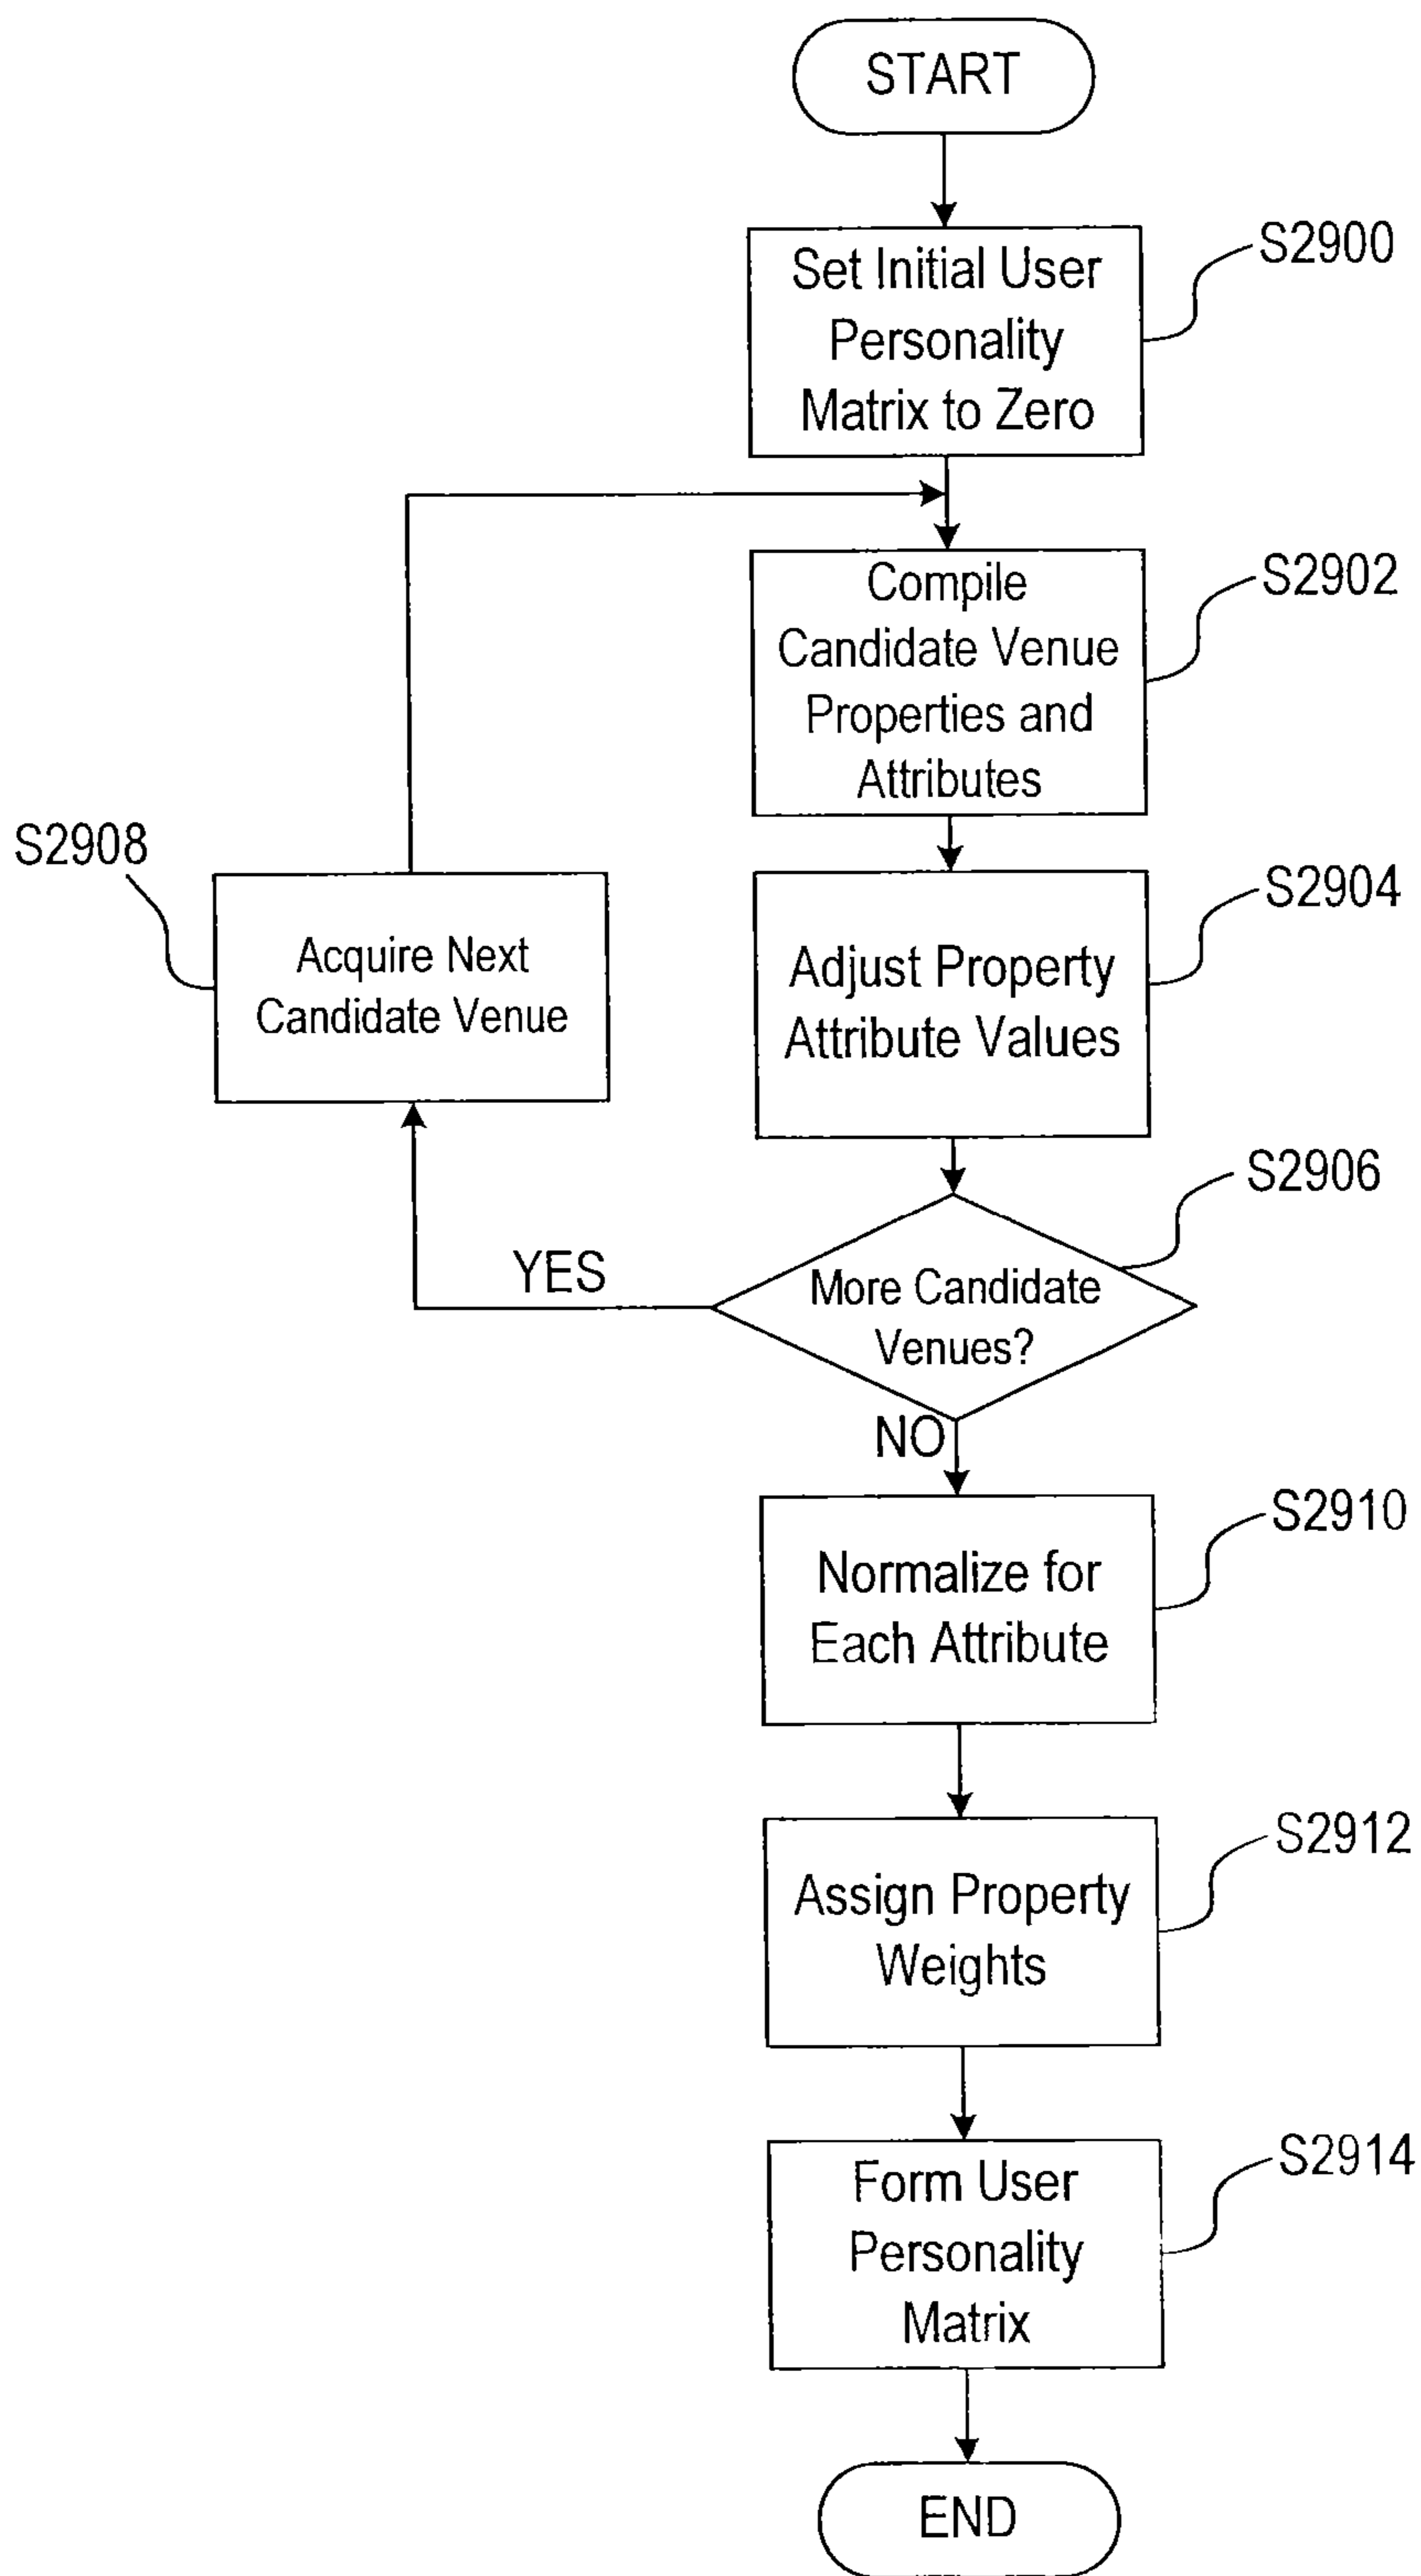 START
S2900
Set Initial User
Personality
Matrix to Zero
S2902
Compile
Candidate Venue
Properties and
Attributes
S2908
Acquire Next
Candidate Venue
S2904
Adjust Property
Attribute Values
S2906
YES
More Candidate
Venues?
NO
S2910
Normalize for
Each Attribute
S2912
Assign Property
Weights
S2914
Form User
Personality
Matrix
END